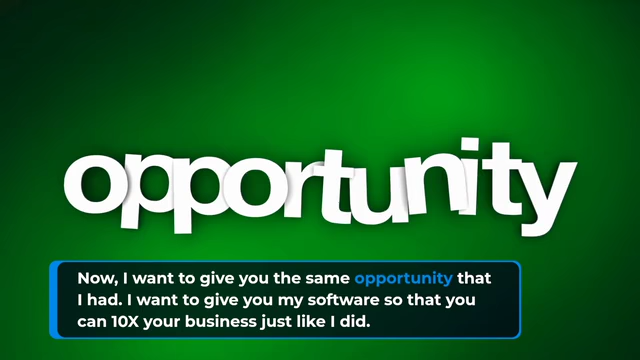 opportunity
Now, I want to give you the same opportunity that
I had. I want to give you my software so that you
can 10X your business just like I did.